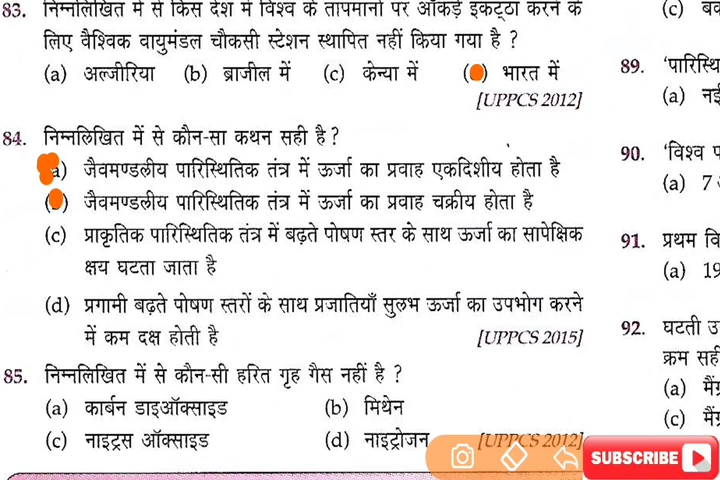 83. निम्नलिखित में से किस देश में विश्व के तापमानों पर आँकड़े इकट्ठा करने के
लिए वैश्विक वायुमंडल चौकसी स्टेशन स्थापित नहीं किया गया है ?
(a) अल्जीरिया (b) ब्राजील में (c) केन्या में ( ) भारत में
[UPPCS 2012]
84. निम्नलिखित में से कौन-सा कथन सही है ?
a) जैवमण्डलीय पारिस्थितिक तंत्र में ऊर्जा का प्रवाह एकदिशीय होता है
( ) जैवमण्डलीय पारिस्थितिक तंत्र में ऊर्जा का प्रवाह चक्रीय होता है
(c) प्राकृतिक पारिस्थितिक तंत्र में बढ़ते पोषण स्तर के साथ ऊर्जा का सापेक्षिक
क्षय घटता जाता है
(d) प्रगामी बढ़ते पोषण स्तरों के साथ प्रजातियाँ सुलभ ऊर्जा का उपभोग करने
में कम दक्ष होती है [UPPCS 2015]
85. निम्नलिखित में से कौन-सी हरित गृह गैस नहीं है ?
(a) कार्बन डाइऑक्साइड (b) मिथेन
(c) नाइट्रस ऑक्साइड (d) नाइट्रोजन [UPPCS 2012]
(c)
89. 'पारिस्थि
(a) नई
90. 'विश्व
(a) 7
91. प्रथम वि
(a) 19
92. घटती उ
क्रम सही
(a) मैंग्र
(c) मैंग्र
SUBSCRIBE